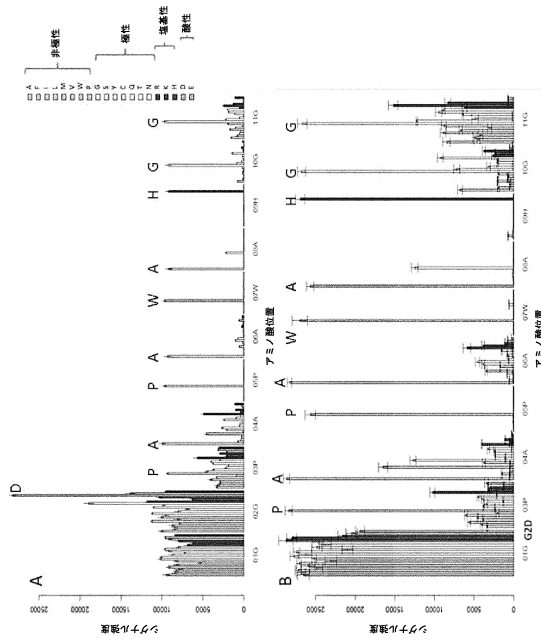 A
シグナル強度
25000
20000
15000
10000
5000
0
D
P
A
P
A
W
A
H
G
G
01G
02G
03P
04A
05P
06A
07W
08A
09H
10G
11G
アミノ酸位置
A
F
I
L
M
V
W
P
G
S
Y
C
Q
T
N
R
K
H
D
E
非極性
極性
塩基性
酸性
B
シグナル強度
25000
20000
15000
10000
5000
0
P
A
P
A
W
A
H
G
G
01G
G2D
03P
04A
05P
06A
07W
08A
09H
10G
11G
アミノ酸位置